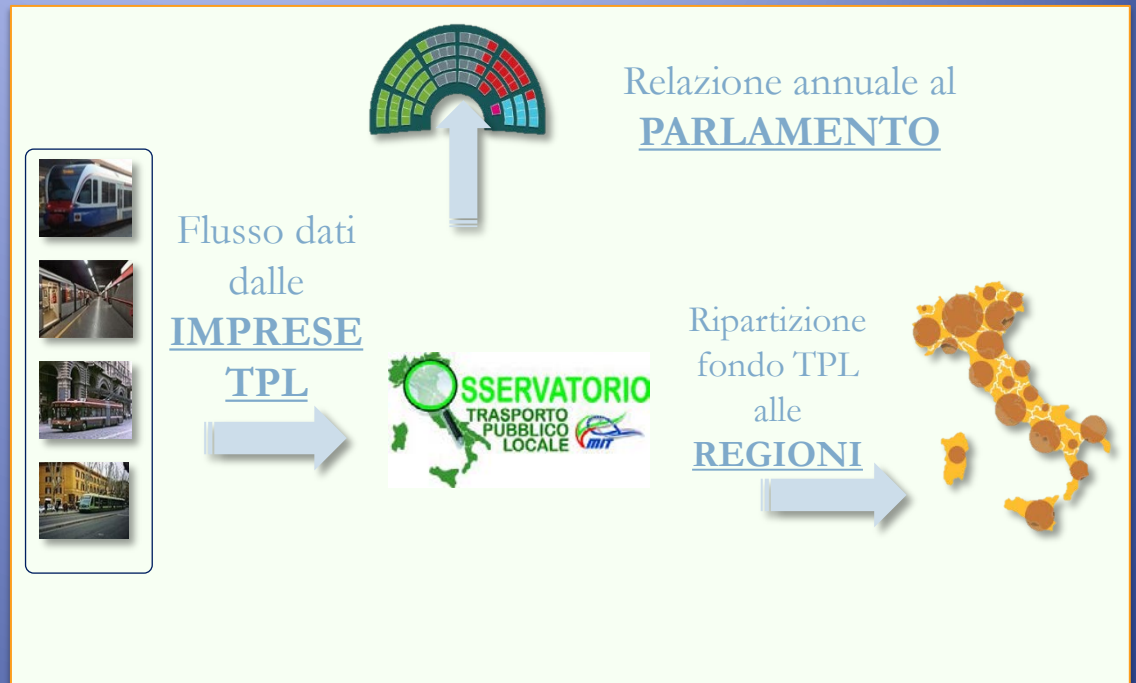 Relazione annuale al
PARLAMENTO
Flusso dati
dalle
IMPRESE
TPL
OSSERVATORIO
TRASPORTO
PUBBLICO
LOCALE
MIT
Ripartizione
fondo TPL
alle
REGIONI